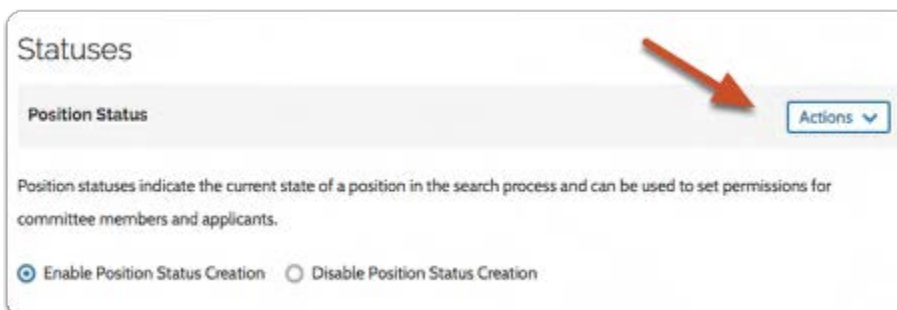 Statuses
Position Status
Actions
Position statuses indicate the current state of a position in the search process and can be used to set permissions for
committee members and applicants.
Enable Position Status Creation Disable Position Status Creation